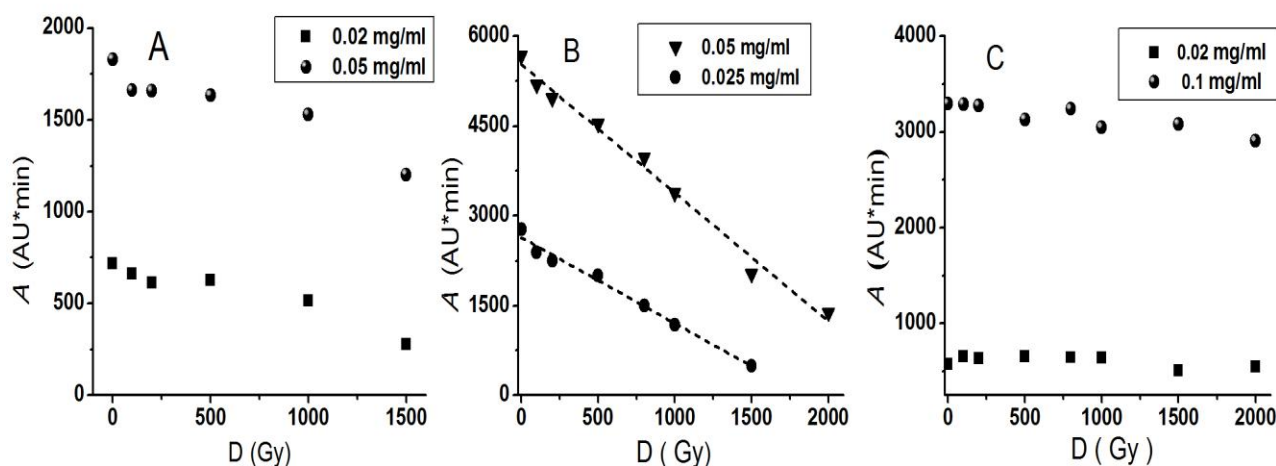 A
0.02 mg/ml
0.05 mg/ml
2000
1500
1000
500
0
A (AU*min)
0 500 1000 1500
D (Gy)
B
0.05 mg/ml
0.025 mg/ml
6000
4500
3000
1500
0
A (AU*min)
0 500 1000 1500 2000
D ( Gy)
C
0.02 mg/ml
0.1 mg/ml
4000
3000
2000
1000
A (AU*min)
0 500 1000 1500 2000
D ( Gy )